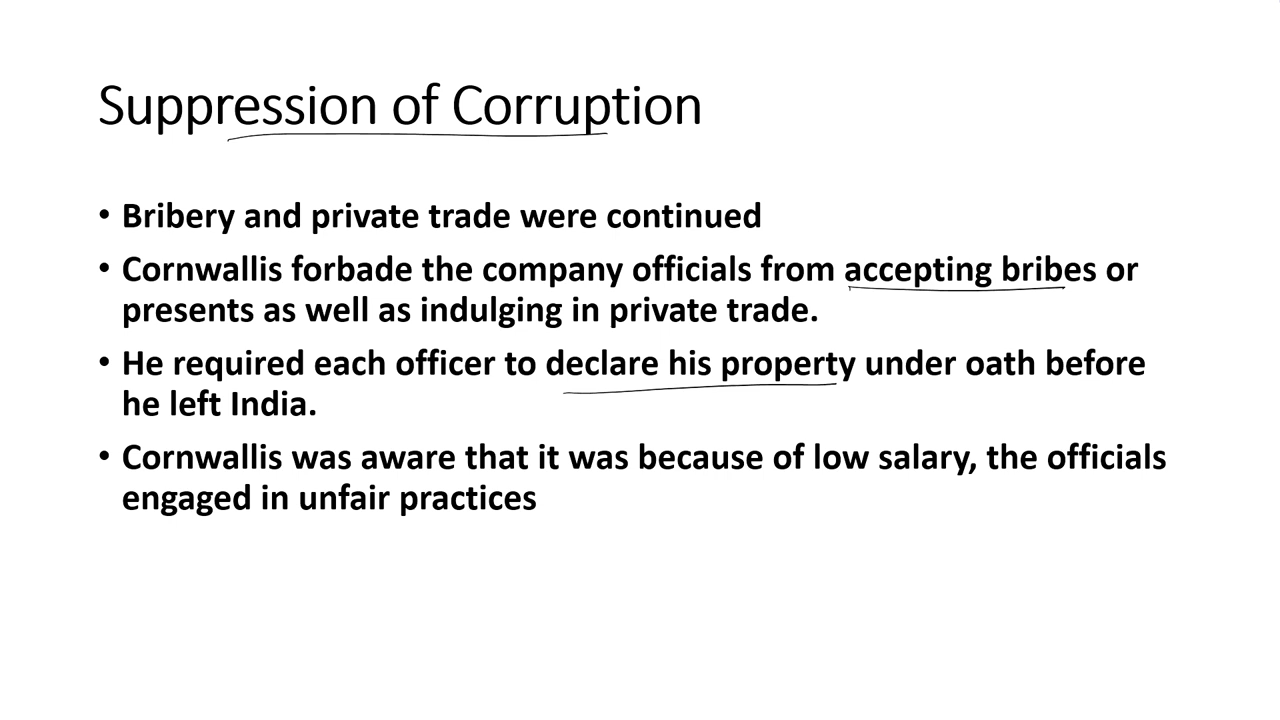 Suppression of Corruption
• Bribery and private trade were continued
• Cornwallis forbade the company officials from accepting bribes or
presents as well as indulging in private trade.
• He required each officer to declare his property under oath before
he left India.
• Cornwallis was aware that it was because of low salary, the officials
engaged in unfair practices